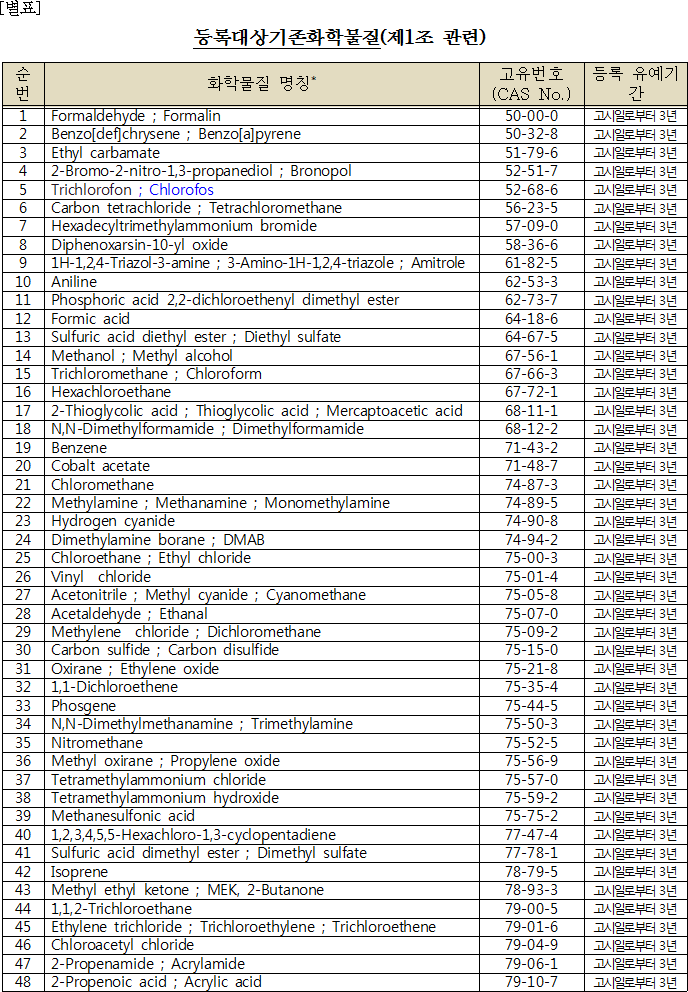 [별표]
등록대상기존화학물질(제1조 관련)
순번 화학물질 명칭* 고유번호 (CAS No.) 등록 유예기간
1 Formaldehyde ; Formalin 50-00-0 고시일로부터 3년
2 Benzo[def]chrysene ; Benzo[a]pyrene 50-32-8 고시일로부터 3년
3 Ethyl carbamate 51-79-6 고시일로부터 3년
4 2-Bromo-2-nitro-1,3-propanediol ; Bronopol 52-51-7 고시일로부터 3년
5 Trichlorofon ; Chlorofos 52-68-6 고시일로부터 3년
6 Carbon tetrachloride ; Tetrachloromethane 56-23-5 고시일로부터 3년
7 Hexadecyltrimethylammonium bromide 57-09-0 고시일로부터 3년
8 Diphenoxarsin-10-yl oxide 58-36-6 고시일로부터 3년
9 1H-1,2,4-Triazol-3-amine ; 3-Amino-1H-1,2,4-triazole ; Amitrole 61-82-5 고시일로부터 3년
10 Aniline 62-53-3 고시일로부터 3년
11 Phosphoric acid 2,2-dichloroethenyl dimethyl ester 62-73-7 고시일로부터 3년
12 Formic acid 64-18-6 고시일로부터 3년
13 Sulfuric acid diethyl ester ; Diethyl sulfate 64-67-5 고시일로부터 3년
14 Methanol ; Methyl alcohol 67-56-1 고시일로부터 3년
15 Trichloromethane ; Chloroform 67-66-3 고시일로부터 3년
16 Hexachloroethane 67-72-1 고시일로부터 3년
17 2-Thioglycolic acid ; Thioglycolic acid ; Mercaptoacetic acid 68-11-1 고시일로부터 3년
18 N,N-Dimethylformamide ; Dimethylformamide 68-12-2 고시일로부터 3년
19 Benzene 71-43-2 고시일로부터 3년
20 Cobalt acetate 71-48-7 고시일로부터 3년
21 Chloromethane 74-87-3 고시일로부터 3년
22 Methylamine ; Methanamine ; Monomethylamine 74-89-5 고시일로부터 3년
23 Hydrogen cyanide 74-90-8 고시일로부터 3년
24 Dimethylamine borane ; DMAB 74-94-2 고시일로부터 3년
25 Chloroethane ; Ethyl chloride 75-00-3 고시일로부터 3년
26 Vinyl chloride 75-01-4 고시일로부터 3년
27 Acetonitrile ; Methyl cyanide ; Cyanomethane 75-05-8 고시일로부터 3년
28 Acetaldehyde ; Ethanal 75-07-0 고시일로부터 3년
29 Methylene chloride ; Dichloromethane 75-09-2 고시일로부터 3년
30 Carbon sulfide ; Carbon disulfide 75-15-0 고시일로부터 3년
31 Oxirane ; Ethylene oxide 75-21-8 고시일로부터 3년
32 1,1-Dichloroethene 75-35-4 고시일로부터 3년
33 Phosgene 75-44-5 고시일로부터 3년
34 N,N-Dimethylmethanamine ; Trimethylamine 75-50-3 고시일로부터 3년
35 Nitromethane 75-52-5 고시일로부터 3년
36 Methyl oxirane ; Propylene oxide 75-56-9 고시일로부터 3년
37 Tetramethylammonium chloride 75-57-0 고시일로부터 3년
38 Tetramethylammonium hydroxide 75-59-2 고시일로부터 3년
39 Methanesulfonic acid 75-75-2 고시일로부터 3년
40 1,2,3,4,5,5-Hexachloro-1,3-cyclopentadiene 77-47-4 고시일로부터 3년
41 Sulfuric acid dimethyl ester ; Dimethyl sulfate 77-78-1 고시일로부터 3년
42 Isoprene 78-79-5 고시일로부터 3년
43 Methyl ethyl ketone ; MEK, 2-Butanone 78-93-3 고시일로부터 3년
44 1,1,2-Trichloroethane 79-00-5 고시일로부터 3년
45 Ethylene trichloride ; Trichloroethylene ; Trichloroethene 79-01-6 고시일로부터 3년
46 Chloroacetyl chloride 79-04-9 고시일로부터 3년
47 2-Propenamide ; Acrylamide 79-06-1 고시일로부터 3년
48 2-Propenoic acid ; Acrylic acid 79-10-7 고시일로부터 3년